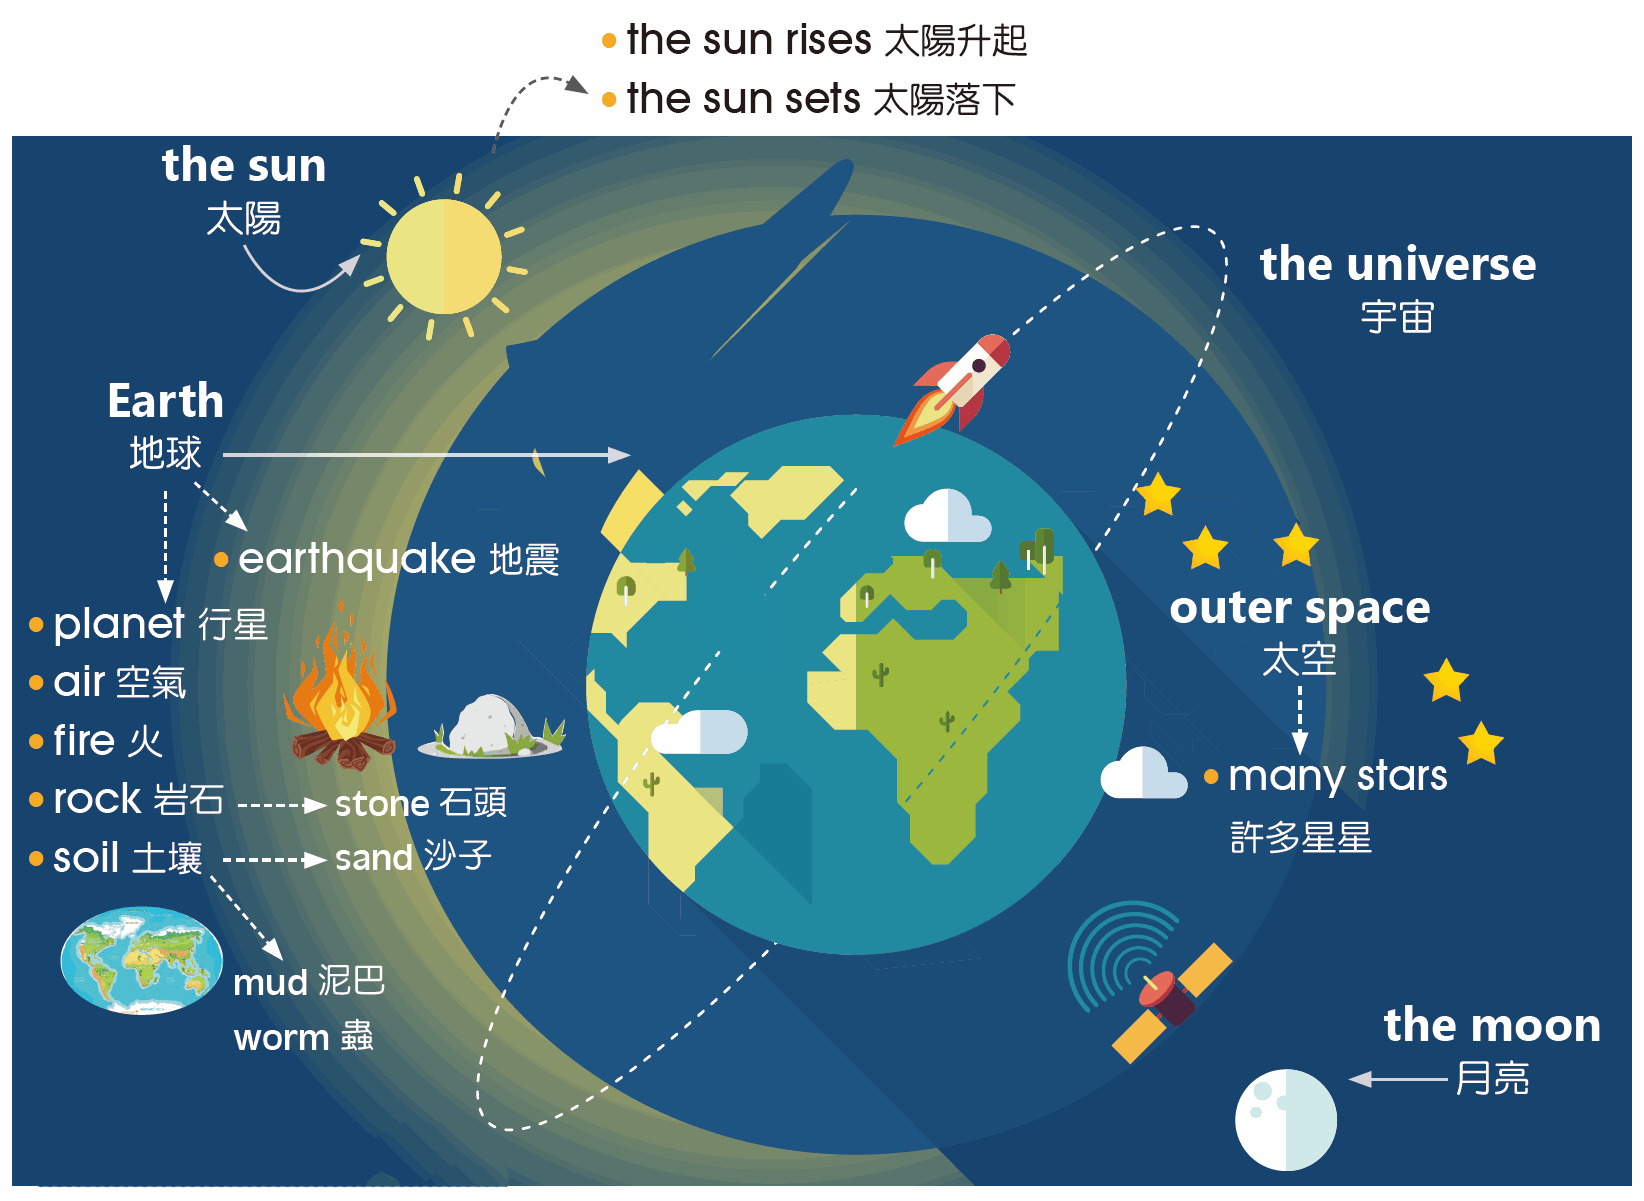 • the sun rises 太陽升起
• the sun sets 太陽落下
the sun
太陽
the universe
宇宙
Earth
地球
• earthquake 地震
• planet 行星
• air 空氣
• fire 火
• rock 岩石
stone 石頭
• soil 土壤
sand 沙子
mud 泥巴
worm 蟲
outer space
太空
• many stars
許多星星
the moon
月亮